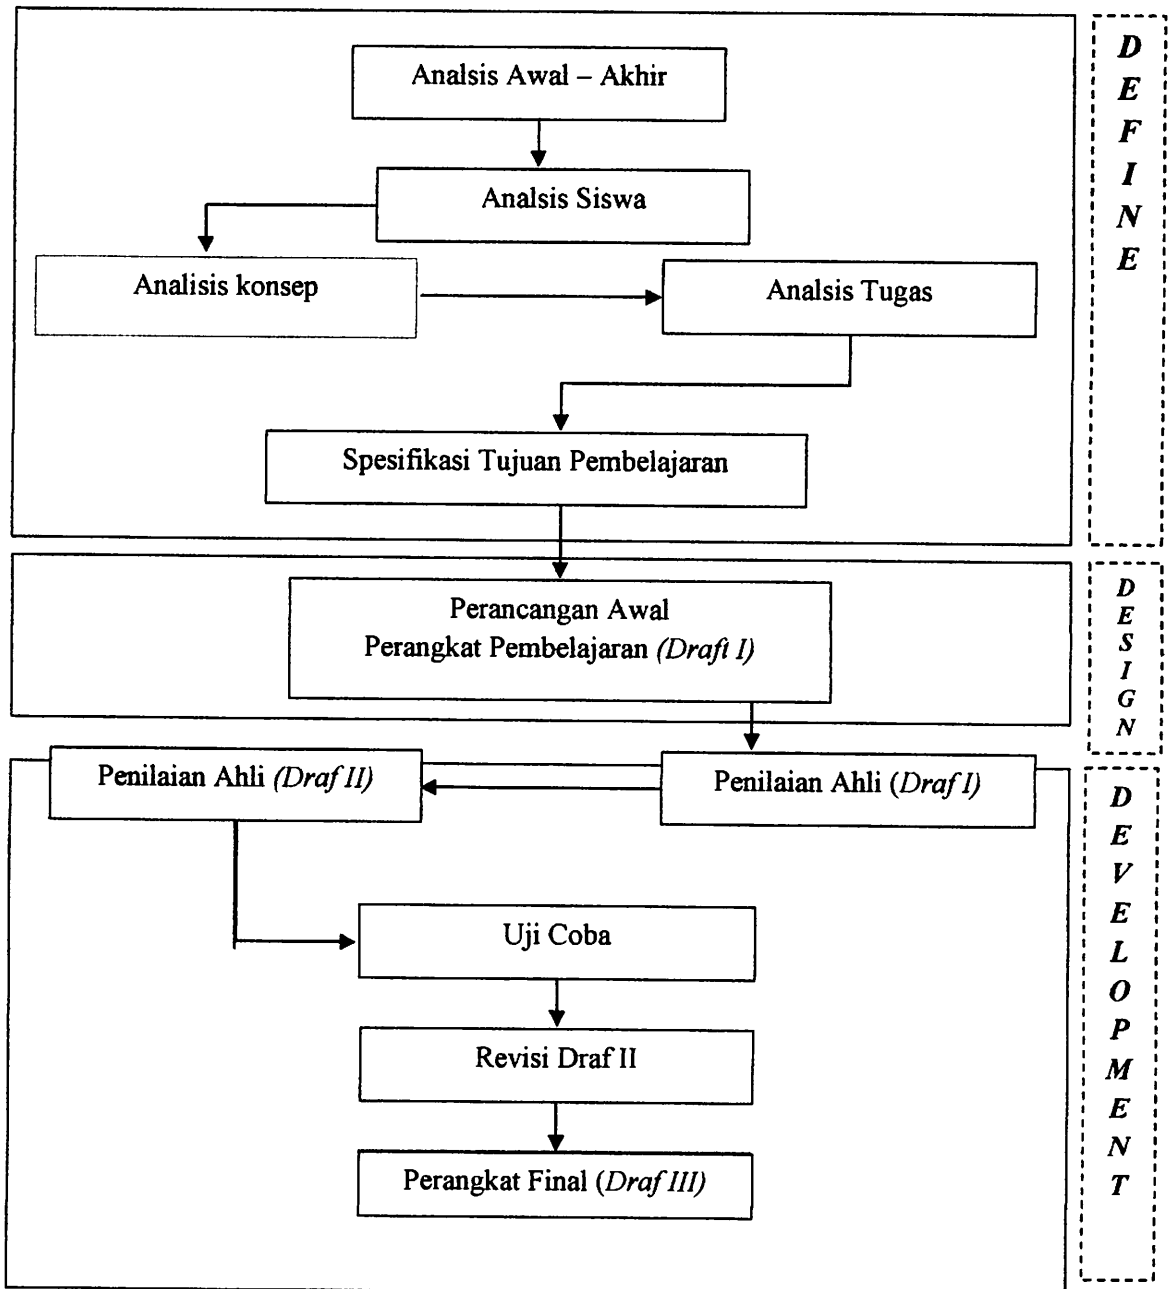 Analsis Awal – Akhir
Analsis Siswa
Analisis konsep
Analsis Tugas
Spesifikasi Tujuan Pembelajaran
DEFINE
Perancangan Awal
Perangkat Pembelajaran (Draft I)
DESIGN
Penilaian Ahli (Draf II)
Penilaian Ahli (Draf I)
Uji Coba
Revisi Draf II
Perangkat Final (Draf III)
DEVELOPMENT